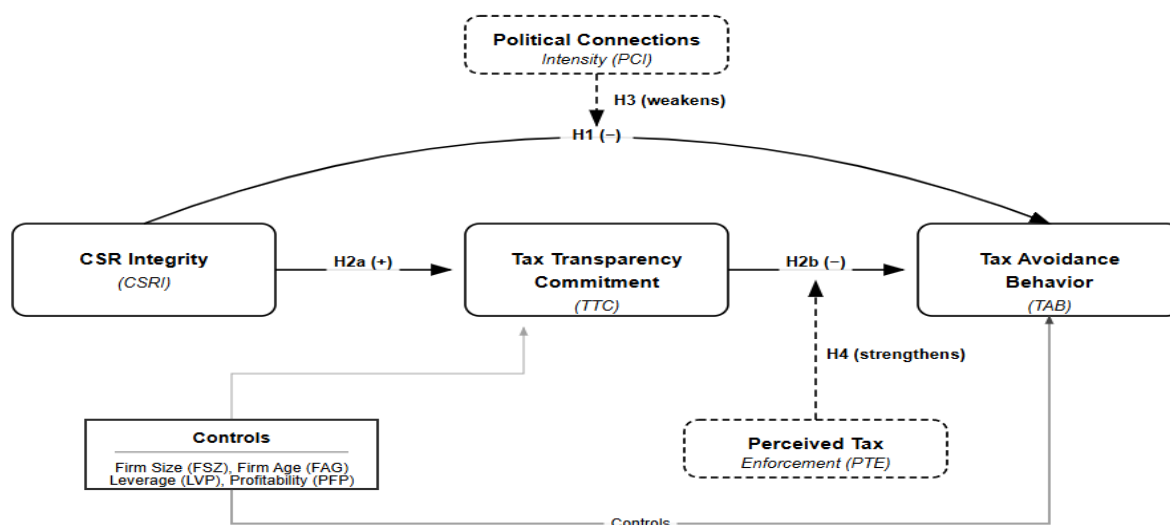 Political Connections
Intensity (PCI)
H3 (weakens)
H1 (−)
CSR Integrity
(CSRI)
H2a (+)
Tax Transparency
Commitment
(TTC)
H2b (−)
Tax Avoidance
Behavior
(TAB)
H4 (strengthens)
Controls
Firm Size (FSZ), Firm Age (FAG)
Leverage (LVP), Profitability (PFP)
Perceived Tax
Enforcement (PTE)
Controls